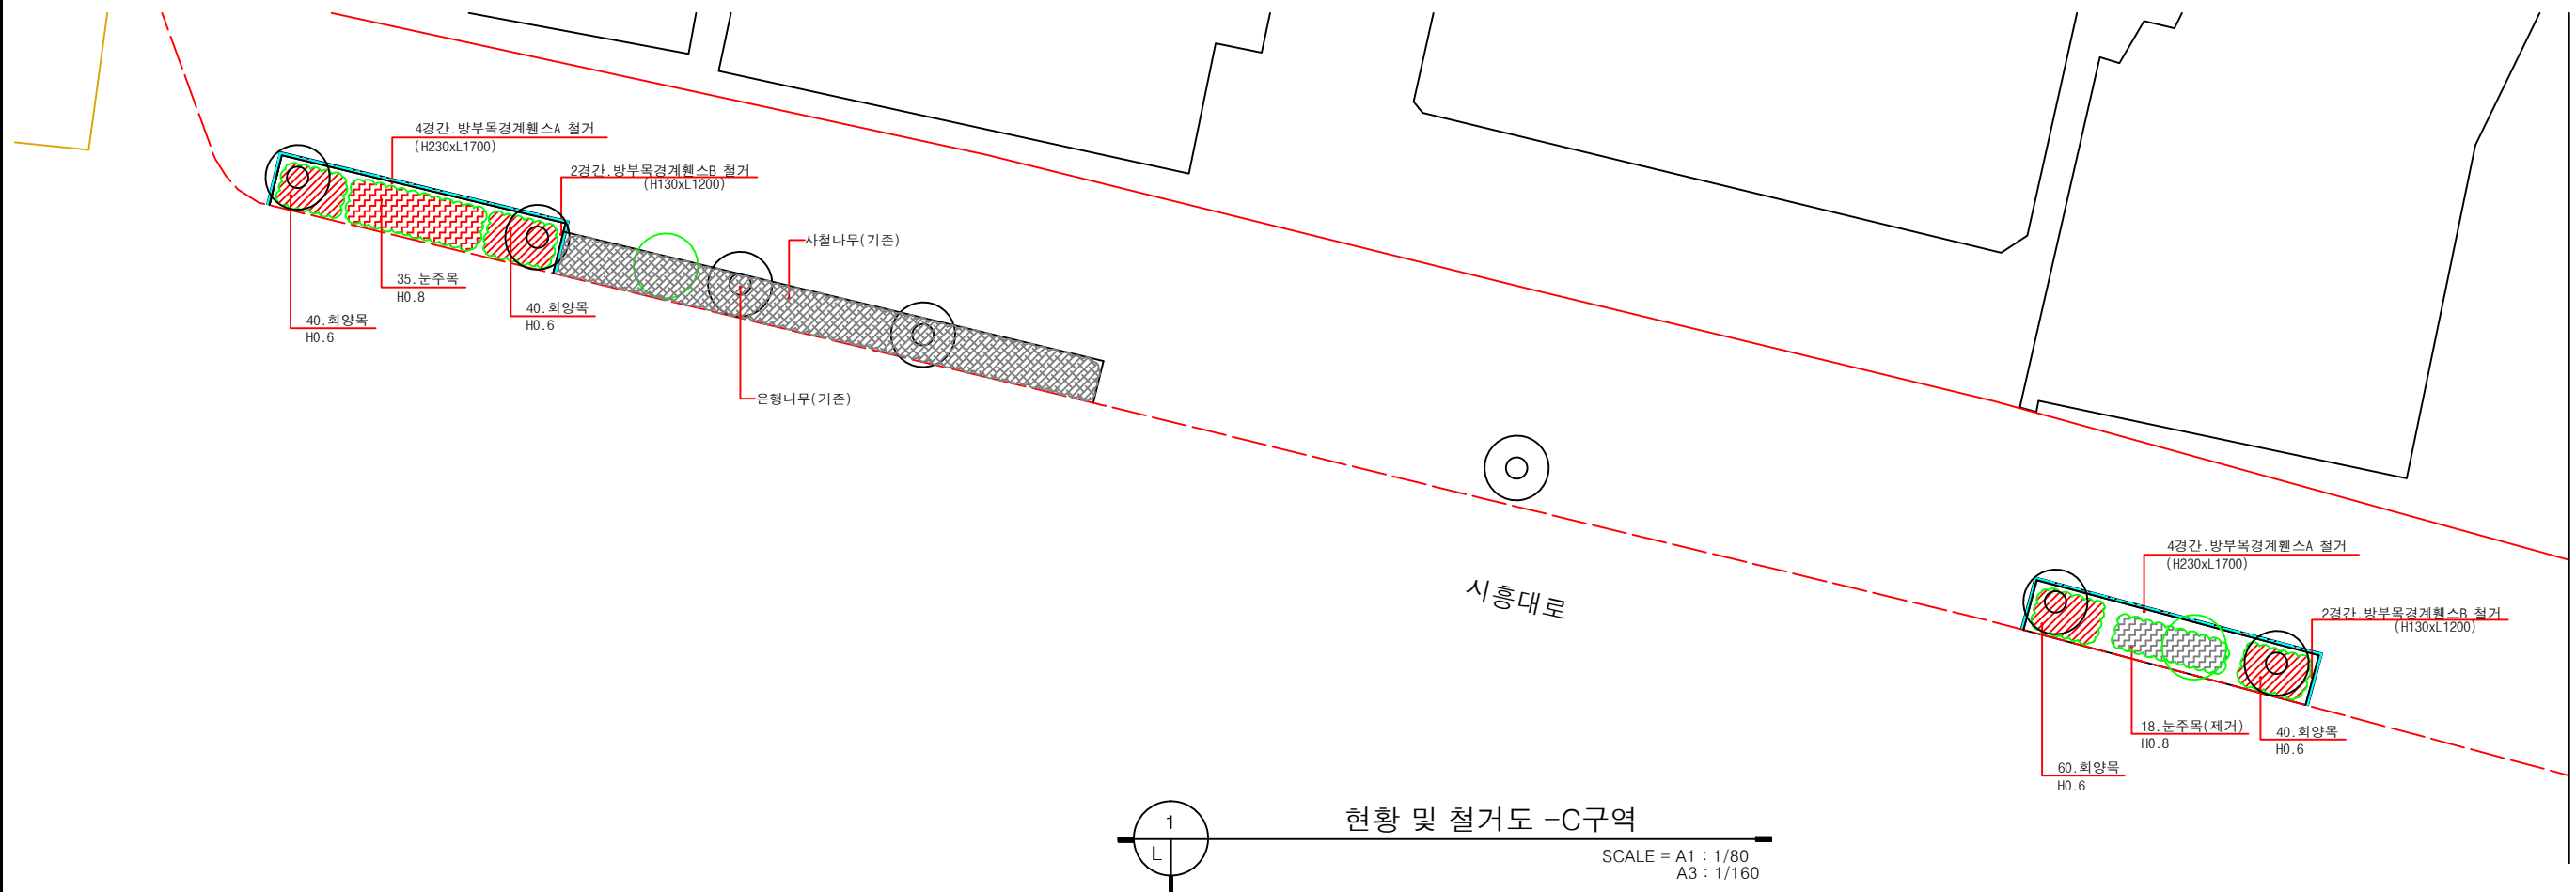 4경간.방부목경계휀스A 철거
(H230xL1700)
2경간.방부목경계휀스B 철거
(H130xL1200)
사철나무(기존)
35.눈주목
H0.8
40.회양목
H0.6
40.회양목
H0.6
은행나무(기존)
시흥대로
4경간.방부목경계휀스A 철거
(H230xL1700)
2경간.방부목경계휀스B 철거
(H130xL1200)
18.눈주목(제거)
H0.8
40.회양목
H0.6
60.회양목
H0.6
1
L
현황 및 철거도 -C구역
SCALE = A1 : 1/80
A3 : 1/160